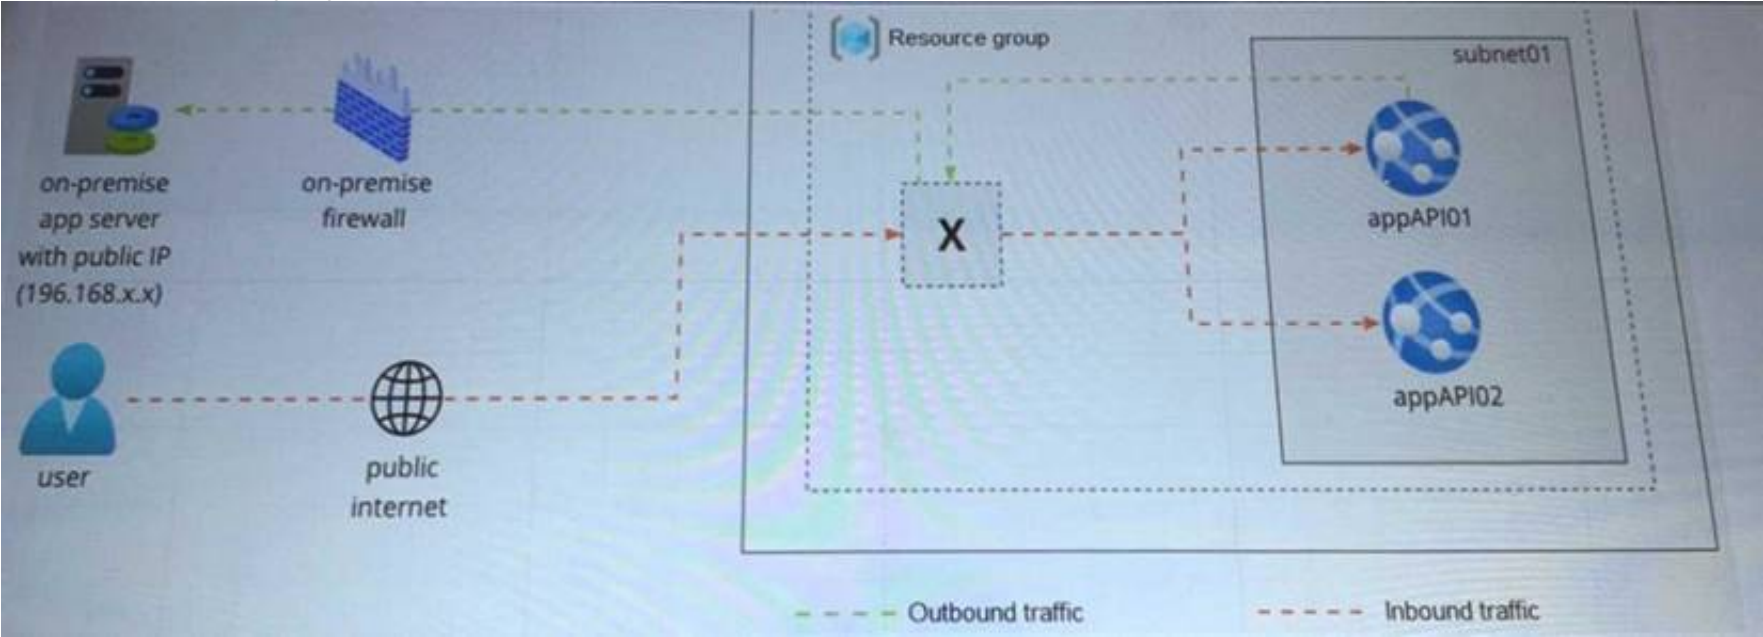 Resource group
subnet01
on-premise
app server
with public IP
(196.168.x.x)
on-premise
firewall
X
appAPI01
appAPI02
user
public
internet
Outbound traffic
Inbound traffic